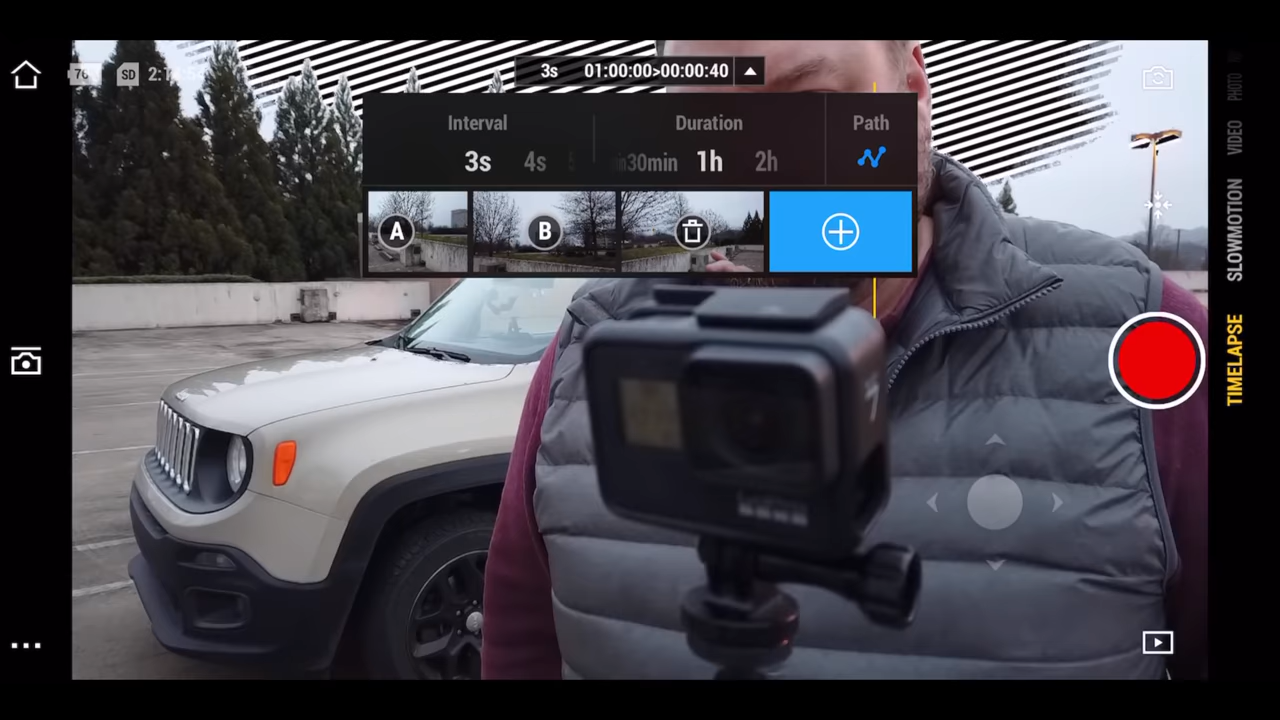 76
SD
3s 01:00:00>00:00:40
Interval
Duration
Path
3s
4s
30min
1h
2h
A
B
PHOTO
VIDEO
SLOWMOTION
TIMELAPSE
7